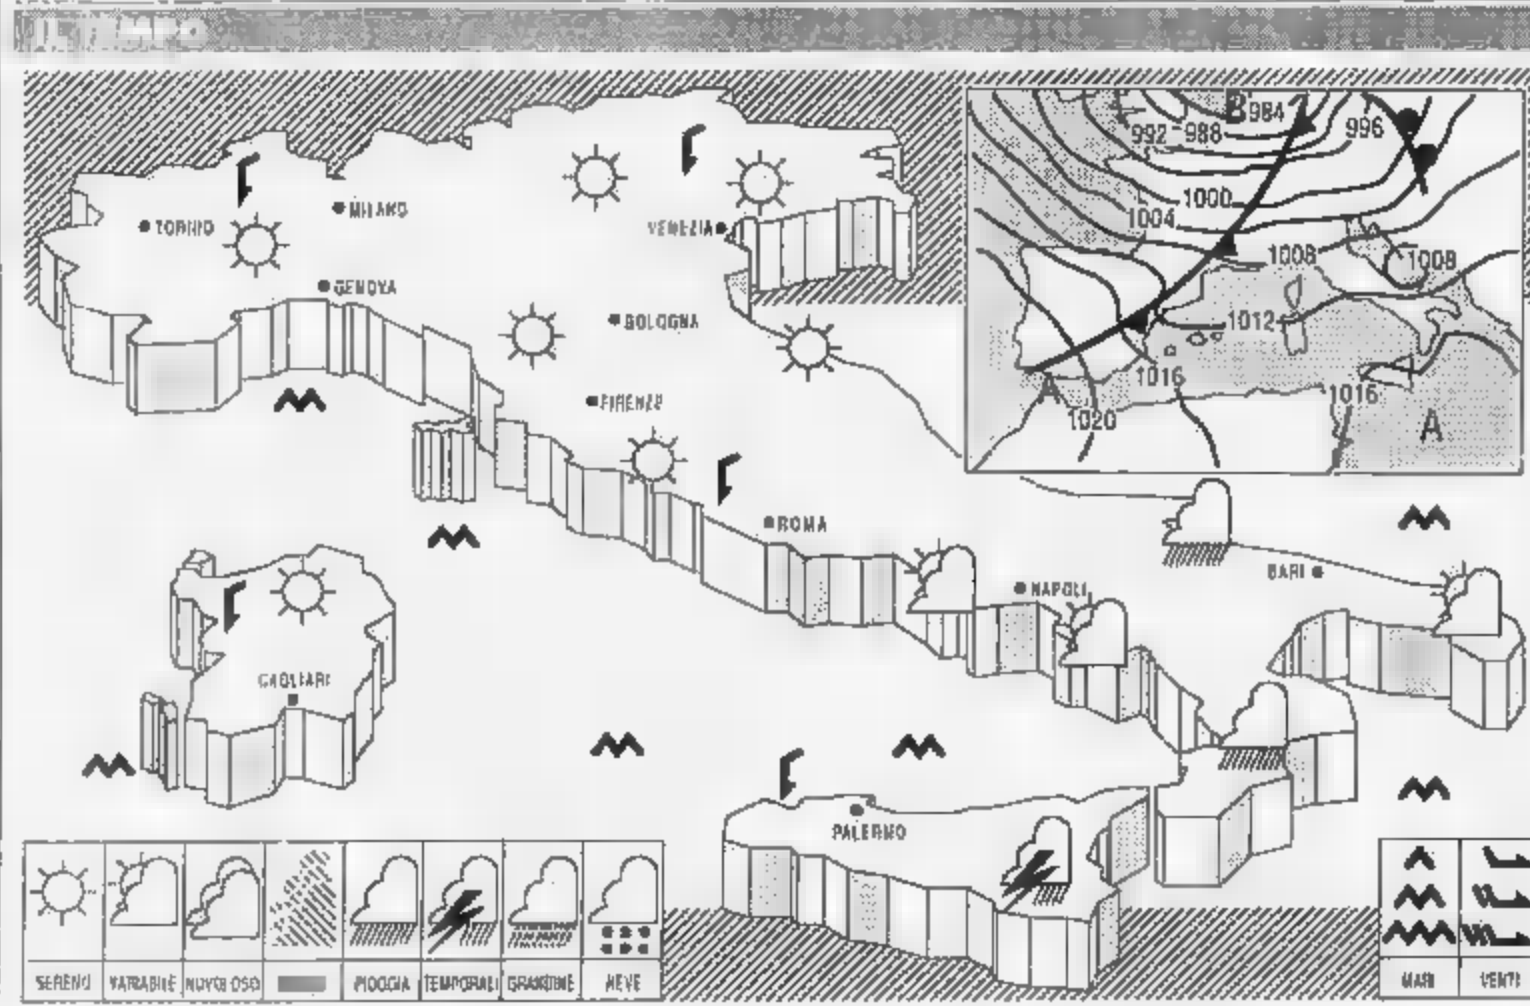 B 984
992 988 996
1000
1004
1008 1008
1012
1016 1016
A 1020 A
TORINO
MILANO
VENEZIA
GENOVA
BOLOGNA
FIRENZE
ROMA
NAPOLI
BARI
CAGLIARI
PALERMO
SERENO VARIABILE NUVOLOSO PIOGGIA TEMPORALI GRANDINE NEVE
MARI VENTI